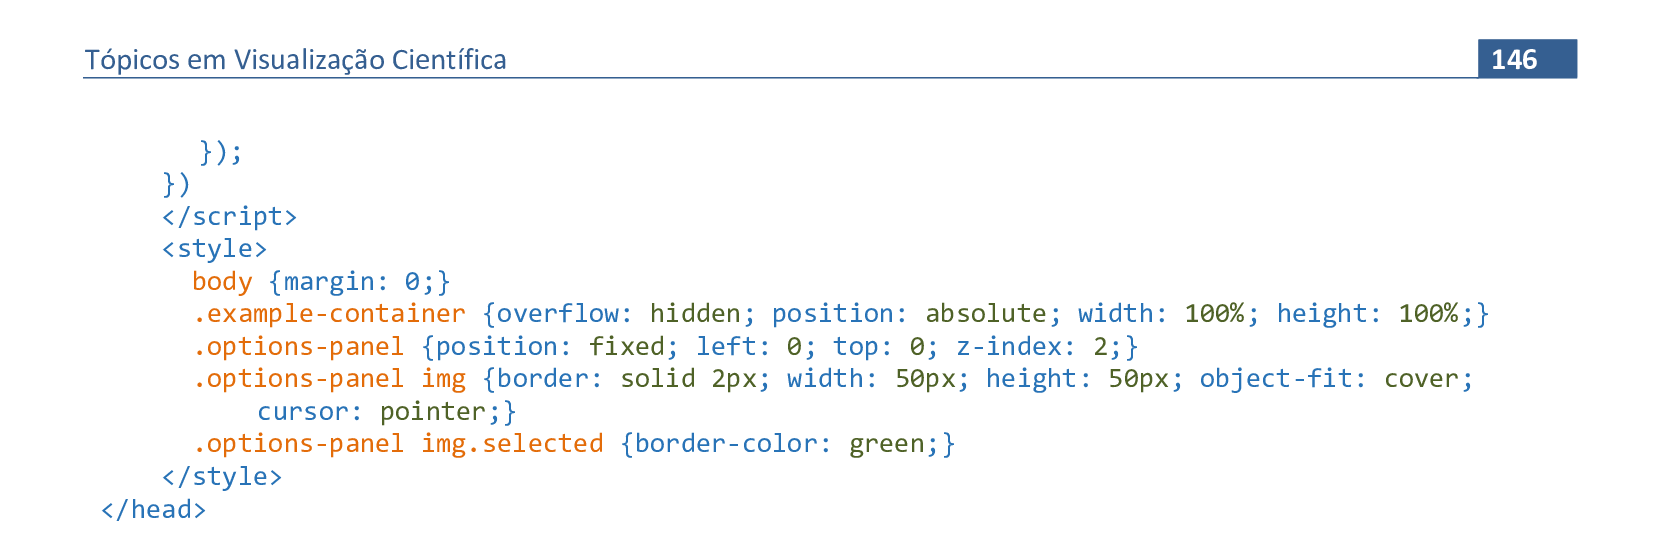 Tópicos em Visualização Científica 146
});
})
</script>
<style>
body {margin: 0;}
.example-container {overflow: hidden; position: absolute; width: 100%; height: 100%;}
.options-panel {position: fixed; left: 0; top: 0; z-index: 2;}
.options-panel img {border: solid 2px; width: 50px; height: 50px; object-fit: cover;
cursor: pointer;}
.options-panel img.selected {border-color: green;}
</style>
</head>